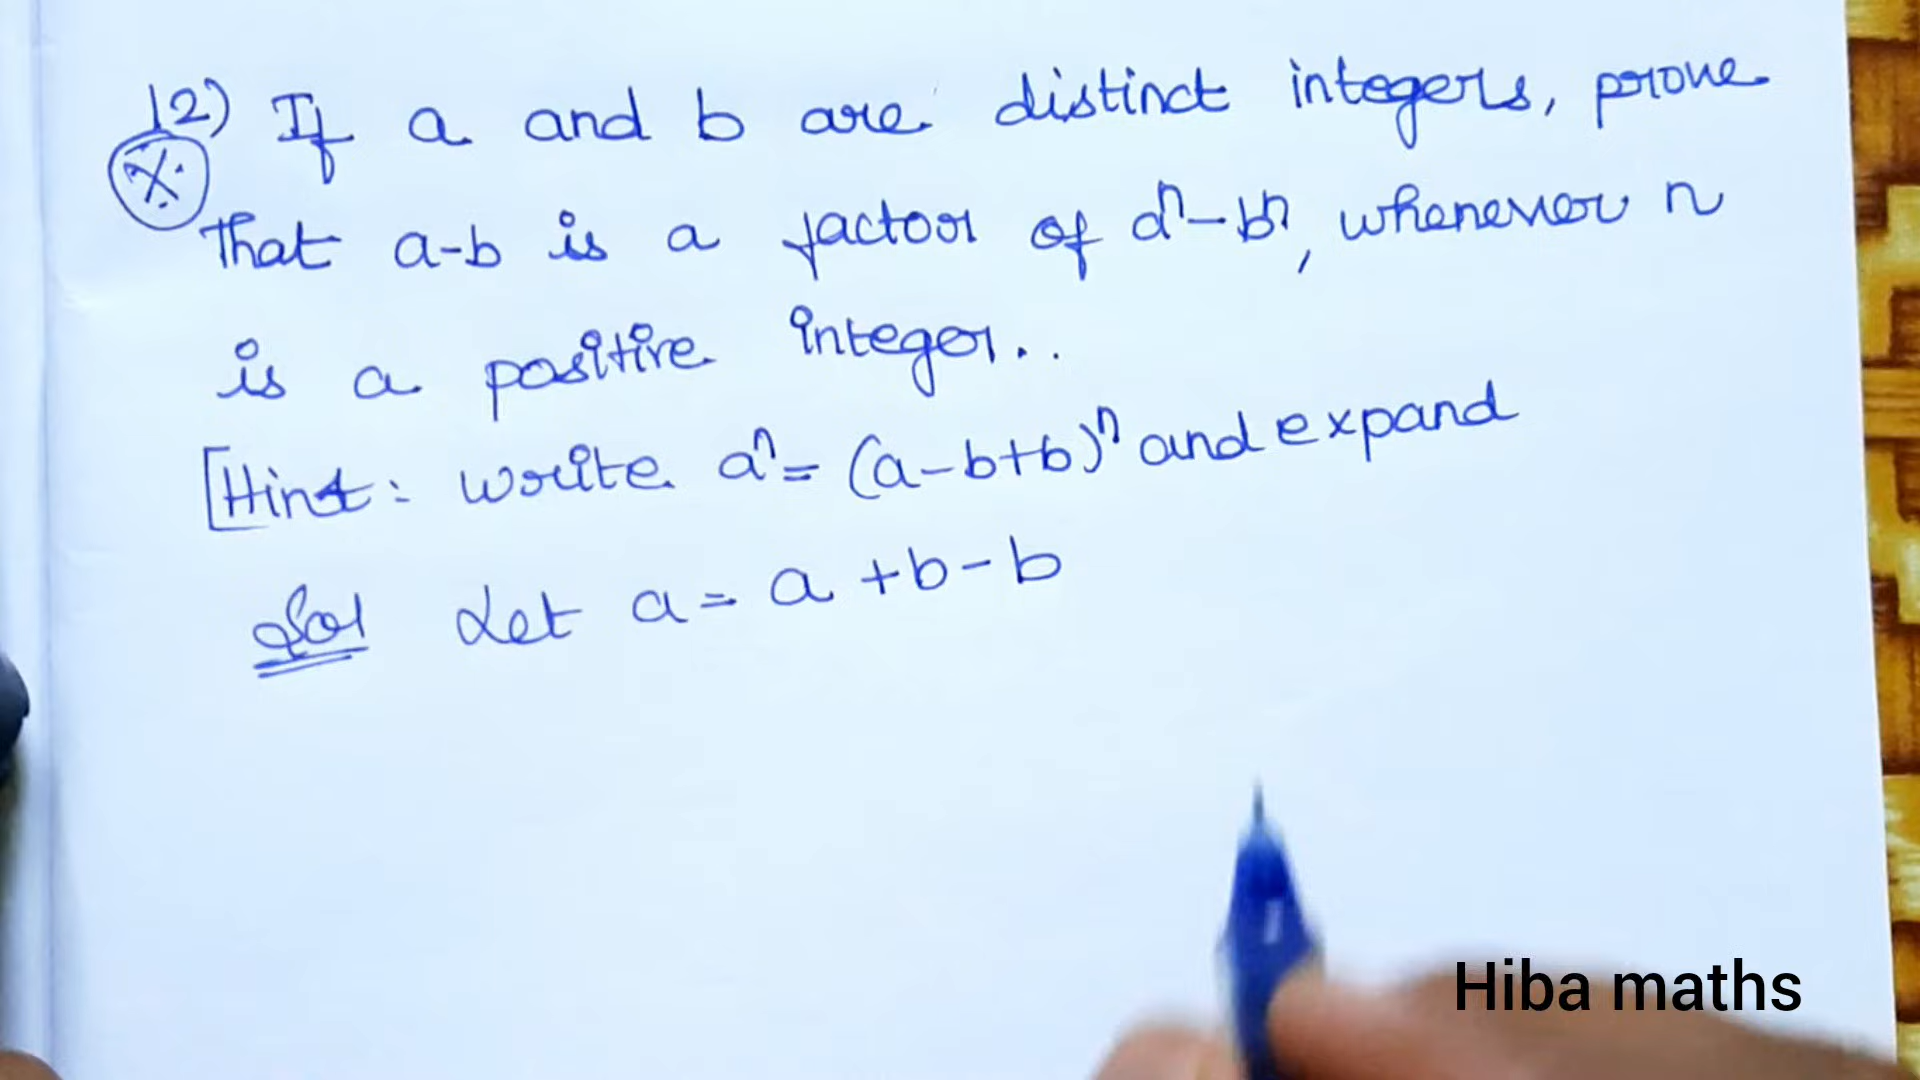 12) If a and b are distinct integers, prove
that a-b is a factor of aⁿ-bⁿ, whenever n
is a positive integer..
[Hint: write aⁿ = (a-b+b)ⁿ and expand
Sol Let a = a +b-b
Hiba maths